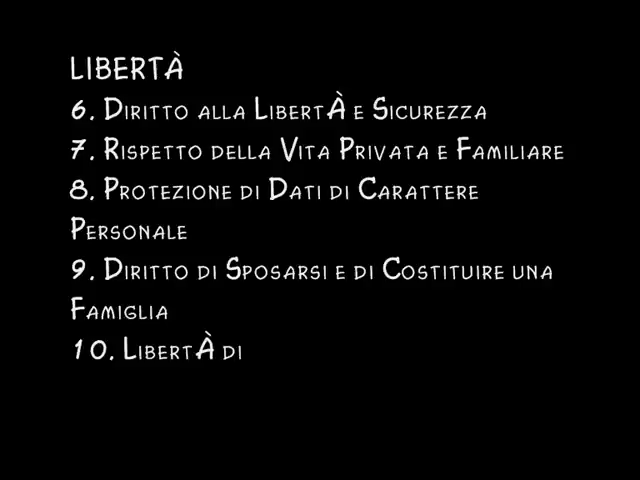 LIBERTÀ
6. Diritto alla LibertÀ e Sicurezza
7. Rispetto della Vita Privata e Familiare
8. Protezione di Dati di Carattere
Personale
9. Diritto di Sposarsi e di Costituire una
Famiglia
10. LibertÀ di